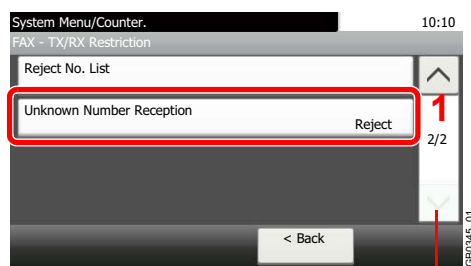 System Menu/Counter.
10:10
FAX - TX/RX Restriction
Reject No. List
Unknown Number Reception
Reject
1
2/2
< Back
GB0345_01